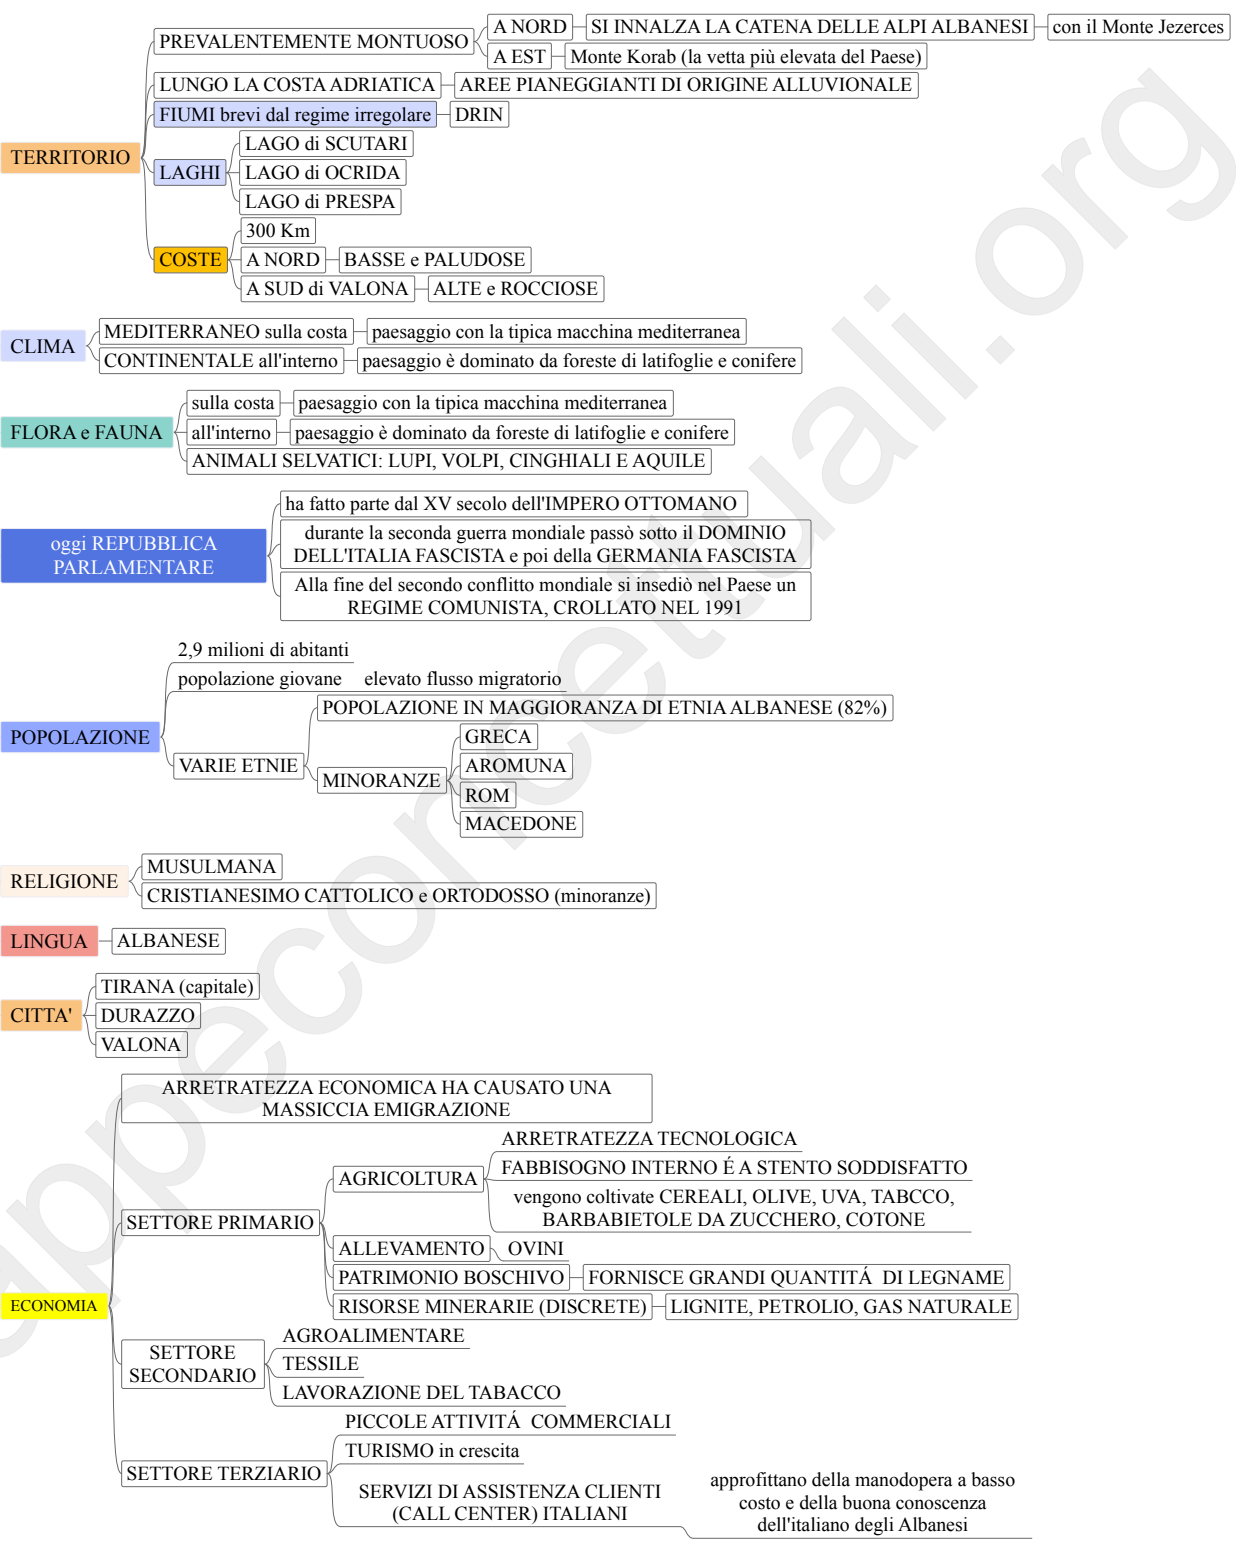 PREVALENTEMENTE MONTUOSO
A NORD
SI INNALZA LA CATENA DELLE ALPI ALBANESI
con il Monte Jezerces
A EST
Monte Korab (la vetta più elevata del Paese)
LUNGO LA COSTA ADRIATICA
AREE PIANEGGIANTI DI ORIGINE ALLUVIONALE
FIUMI brevi dal regime irregolare
DRIN
TERRITORIO
LAGHI
LAGO di SCUTARI
LAGO di OCRIDA
LAGO di PRESPA
COSTE
300 Km
A NORD
BASSE e PALUDOSE
A SUD di VALONA
ALTE e ROCCIOSE
CLIMA
MEDITERRANEO sulla costa
paesaggio con la tipica macchina mediterranea
CONTINENTALE all'interno
paesaggio è dominato da foreste di latifoglie e conifere
FLORA e FAUNA
sulla costa
paesaggio con la tipica macchina mediterranea
all'interno
paesaggio è dominato da foreste di latifoglie e conifere
ANIMALI SELVATICI: LUPI, VOLPI, CINGHIALI E AQUILE
oggi REPUBBLICA
PARLAMENTARE
ha fatto parte dal XV secolo dell'IMPERO OTTOMANO
durante la seconda guerra mondiale passò sotto il DOMINIO
DELL'ITALIA FASCISTA e poi della GERMANIA FASCISTA
Alla fine del secondo conflitto mondiale si insediò nel Paese un
REGIME COMUNISTA, CROLLATO NEL 1991
POPOLAZIONE
2,9 milioni di abitanti
popolazione giovane
elevato flusso migratorio
VARIE ETNIE
POPOLAZIONE IN MAGGIORANZA DI ETNIA ALBANESE (82%)
MINORANZE
GRECA
AROMUNA
ROM
MACEDONE
RELIGIONE
MUSULMANA
CRISTIANESIMO CATTOLICO e ORTODOSSO (minoranze)
LINGUA
ALBANESE
CITTA'
TIRANA (capitale)
DURAZZO
VALONA
ECONOMIA
ARRETRATEZZA ECONOMICA HA CAUSATO UNA
MASSICCIA EMIGRAZIONE
SETTORE PRIMARIO
AGRICOLTURA
ARRETRATEZZA TECNOLOGICA
FABBISOGNO INTERNO É A STENTO SODDISFATTO
vengono coltivate CEREALI, OLIVE, UVA, TABCCO,
BARBABIETOLE DA ZUCCHERO, COTONE
ALLEVAMENTO
OVINI
PATRIMONIO BOSCHIVO
FORNISCE GRANDI QUANTITÁ DI LEGNAME
RISORSE MINERARIE (DISCRETE)
LIGNITE, PETROLIO, GAS NATURALE
SETTORE
SECONDARIO
AGROALIMENTARE
TESSILE
LAVORAZIONE DEL TABACCO
SETTORE TERZIARIO
PICCOLE ATTIVITÁ COMMERCIALI
TURISMO in crescita
SERVIZI DI ASSISTENZA CLIENTI
(CALL CENTER) ITALIANI
approfittano della manodopera a basso
costo e della buona conoscenza
dell'italiano degli Albanesi
appeconcettuali.org